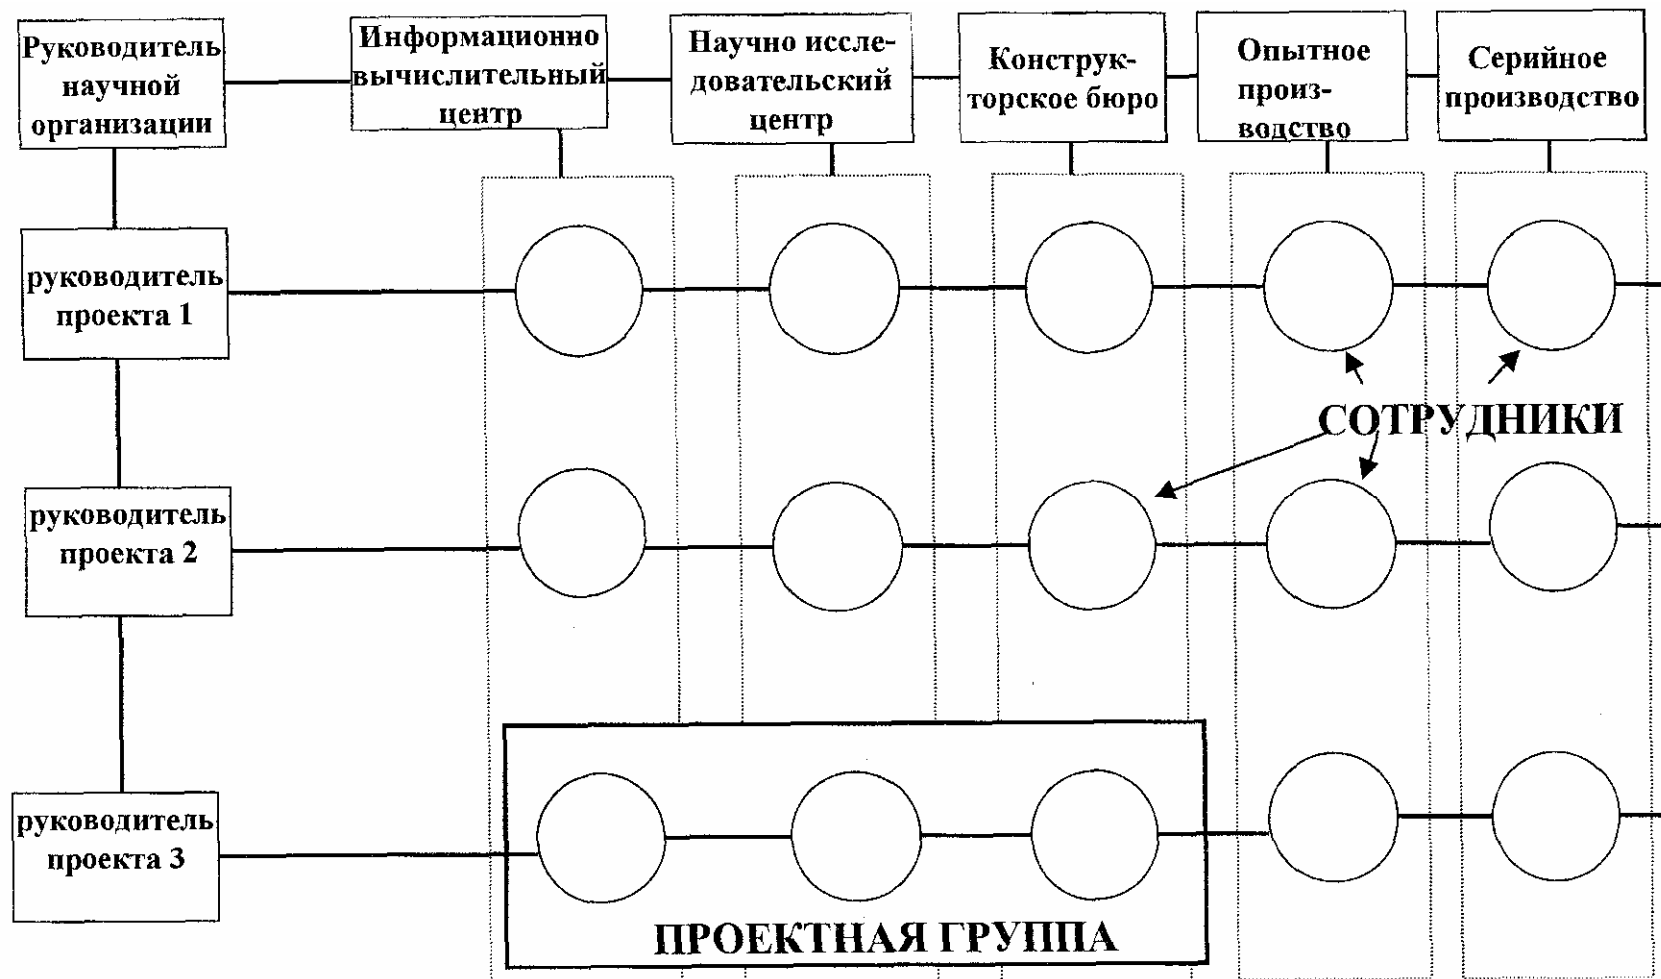 Руководитель
научной
организации
Информационно
вычислительный
центр
Научно иссле-
довательский
центр
Конструк-
торское бюро
Опытное
произ-
водство
Серийное
производство
руководитель
проекта 1
СОТРУДНИКИ
руководитель
проекта 2
руководитель
проекта 3
ПРОЕКТНАЯ ГРУППА